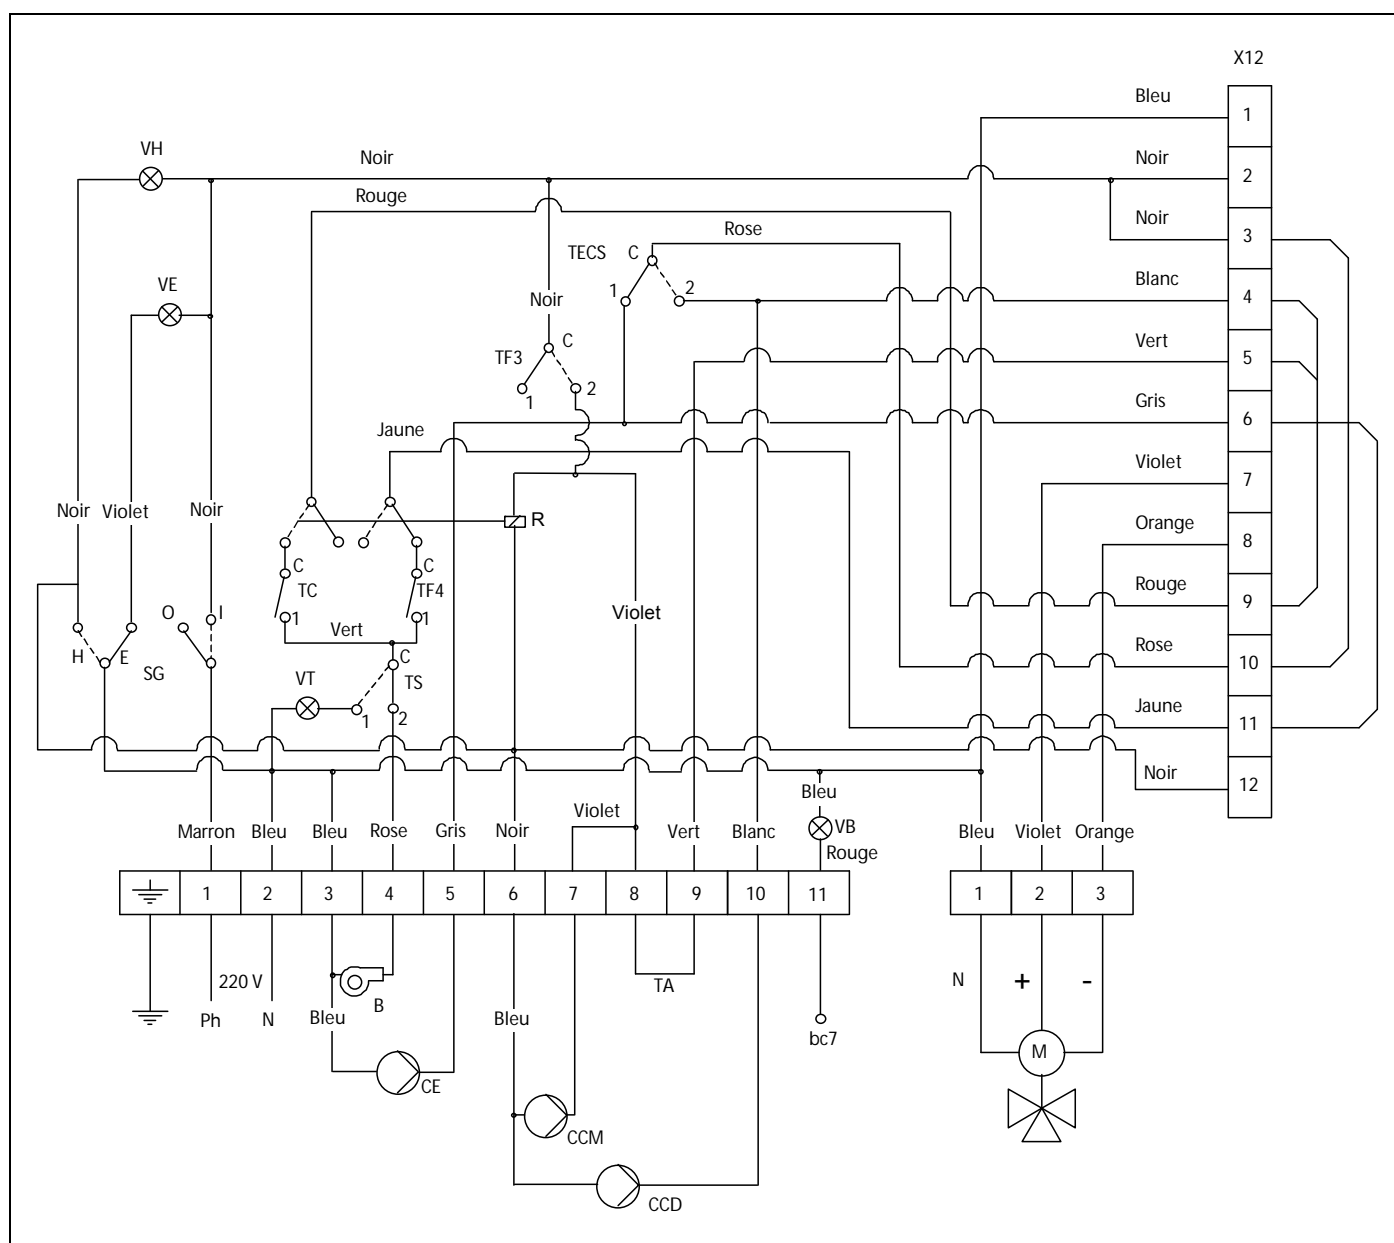 X12
Bleu
1
VH
Noir
Noir
2
Rouge
Noir
3
Rose
TECS
C
1
2
Blanc
4
VE
Noir
Vert
5
TF3
C
1
2
Gris
6
Jaune
Violet
7
Noir
Violet
Noir
R
Orange
8
C
TC
1
C
TF4
1
Rouge
9
Violet
O
I
Vert
H
E
SG
C
TS
VT
1
2
Rose
10
Jaune
11
Noir
12
Bleu
VB
Rouge
Violet
Marron
Bleu
Bleu
Rose
Gris
Noir
Vert
Blanc
Bleu
Violet
Orange
1
2
3
4
5
6
7
8
9
10
11
1
2
3
220 V
Ph
N
B
Bleu
Bleu
TA
bc7
N
+
-
M
CE
CCM
CCD